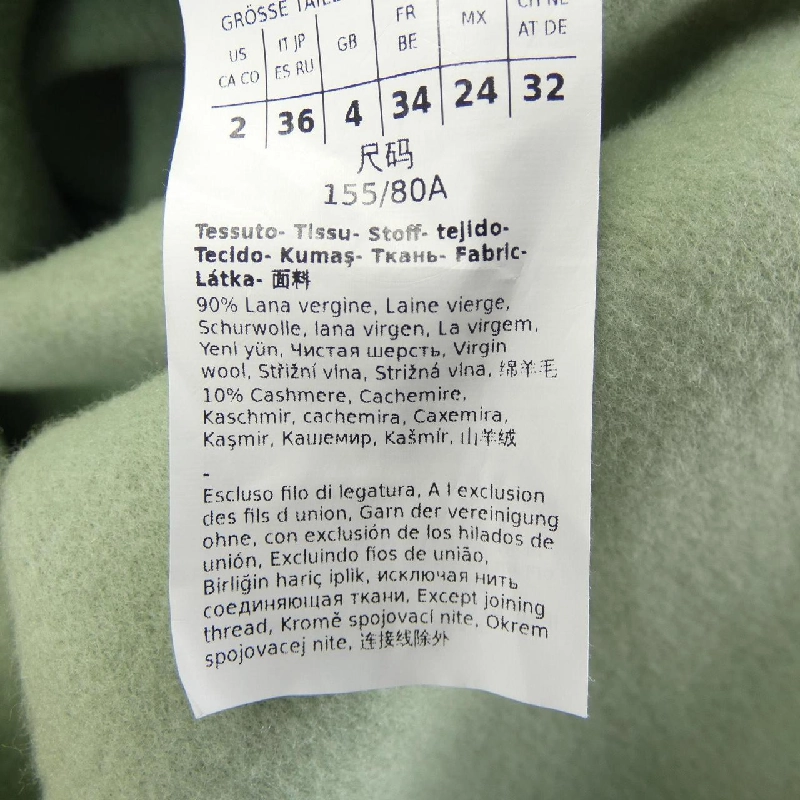 GRÖSSE
US IT JP GB FR MX CH NL
CA CO ES RU BE AT DE
2 36 4 34 24 32
尺码
155/80A
Tessuto- Tissu- Stoff- tejido-
Tecido- Kumaş- Ткань- Fabric-
Látka- 面料
90% Lana vergine, Laine vierge,
Schurwolle, lana virgen, La virgem,
Yeni yün, Чистая шерсть, Virgin
wool, Střižní vlna, Strižná vlna, 绵羊毛
10% Cashmere, Cachemire,
Kaschmir, cachemira, Caxemira,
Kaşmir, Кашемир, Kašmír, 山羊绒
-
Escluso filo di legatura, A l exclusion
des fils d union, Garn der vereinigung
ohne, con exclusión de los hilados de
unión, Excluindo fios de união,
Birliğin hariç iplik, исключая нить
соединяющая ткани, Except joining
thread, Kromě spojovací nite, Okrem
spojovacej nite, 连接线除外